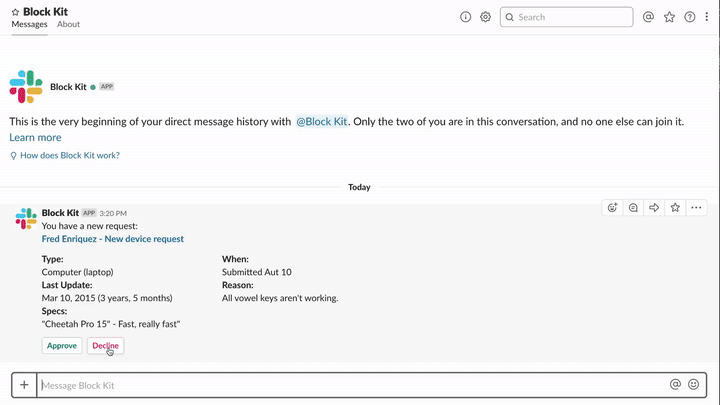 Block Kit
Messages About
Search
Block Kit APP
This is the very beginning of your direct message history with @Block Kit. Only the two of you are in this conversation, and no one else can join it.
Learn more
How does Block Kit work?
Today
Block Kit APP 3:20 PM
You have a new request:
Fred Enriquez - New device request
Type: When:
Computer (laptop) Submitted Aut 10
Last Update: Reason:
Mar 10, 2015 (3 years, 5 months) All vowel keys aren't working.
Specs:
"Cheetah Pro 15" - Fast, really fast"
Approve Decline
Message Block Kit